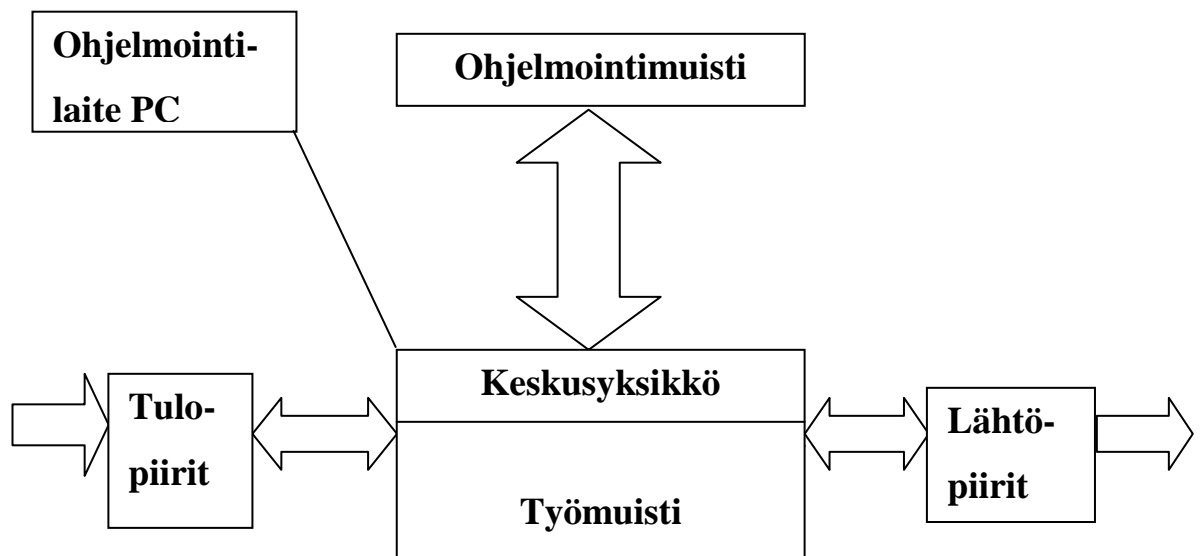 Ohjelmointi-
laite PC
Ohjelmointimuisti
Keskusyksikkö
Tulo-
piirit
Työmuisti
Lähtö-
piirit